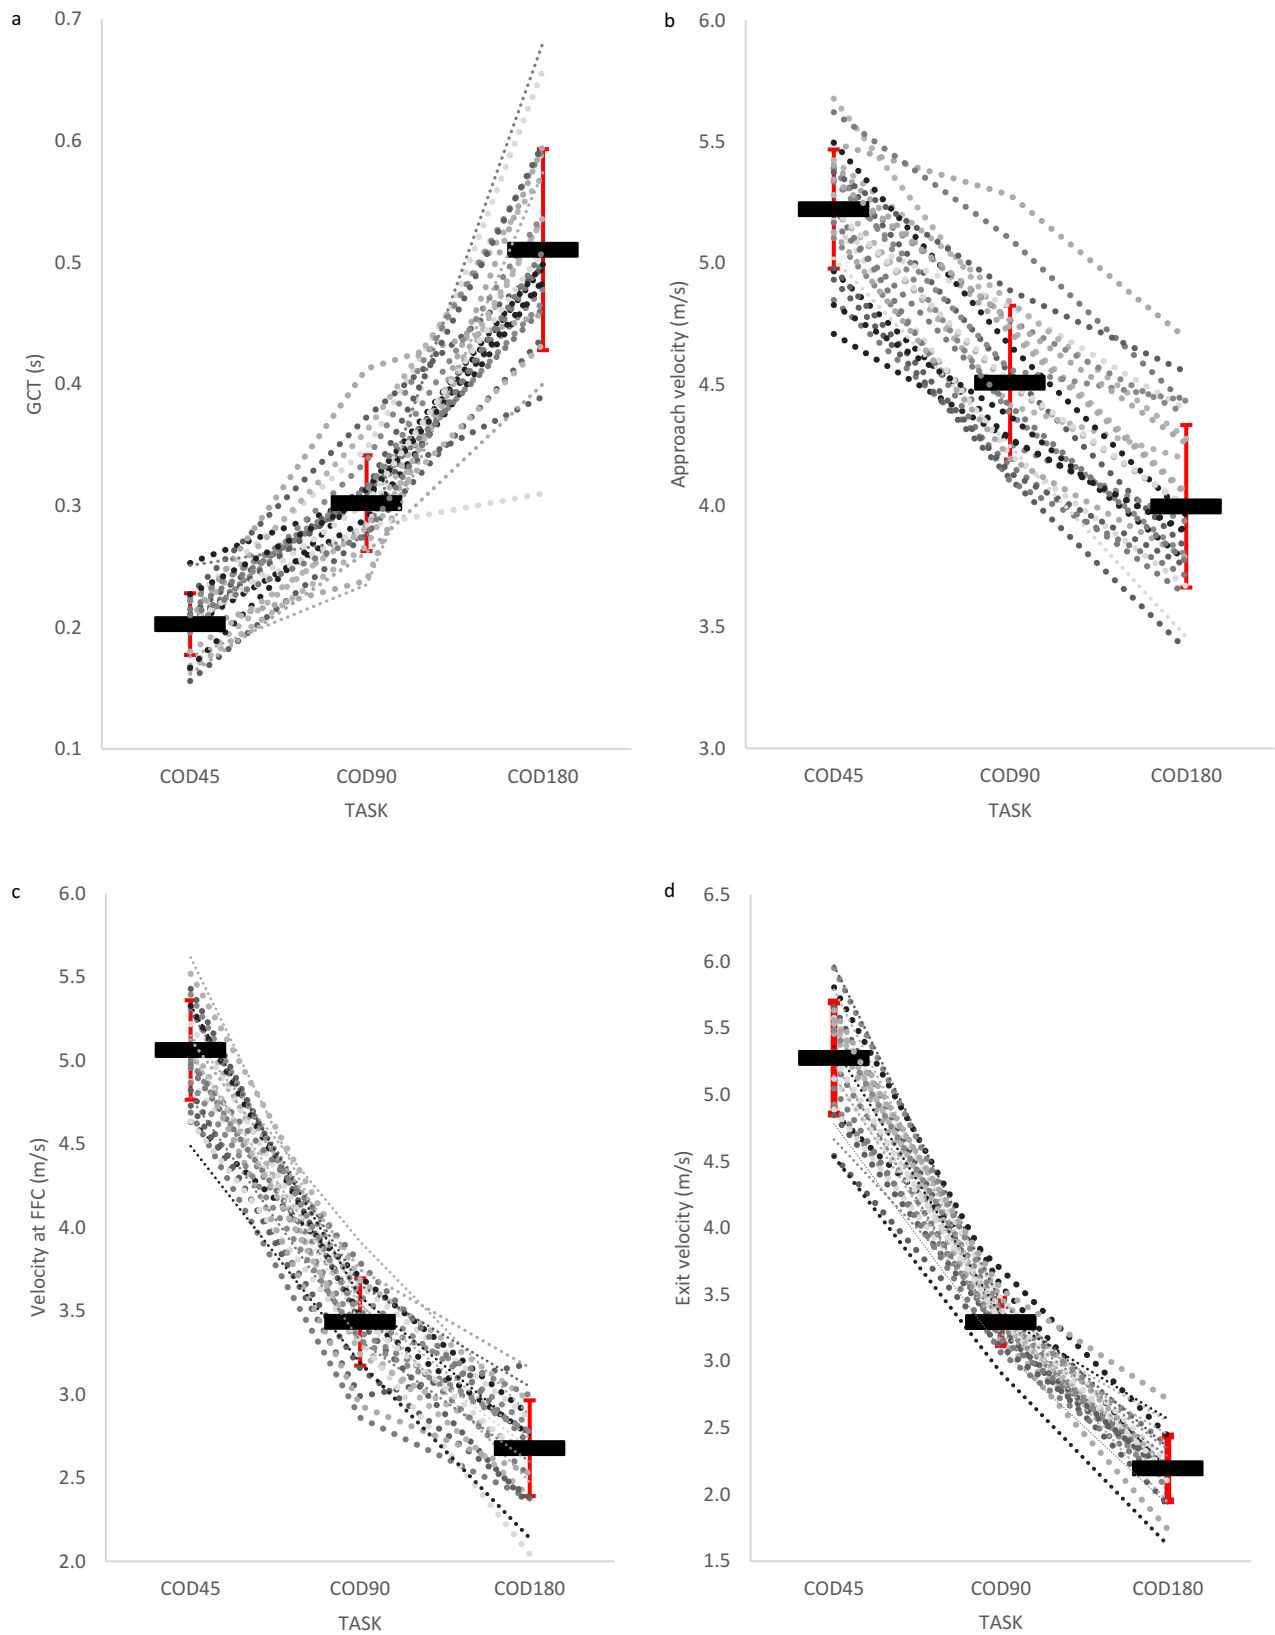 a
GCT (s)
0.7
0.6
0.5
0.4
0.3
0.2
0.1
COD45 COD90 COD180
TASK
b
Approach velocity (m/s)
6.0
5.5
5.0
4.5
4.0
3.5
3.0
COD45 COD90 COD180
TASK
c
Velocity at FFC (m/s)
6.0
5.5
5.0
4.5
4.0
3.5
3.0
2.5
2.0
COD45 COD90 COD180
TASK
d
Exit velocity (m/s)
6.5
6.0
5.5
5.0
4.5
4.0
3.5
3.0
2.5
2.0
1.5
COD45 COD90 COD180
TASK